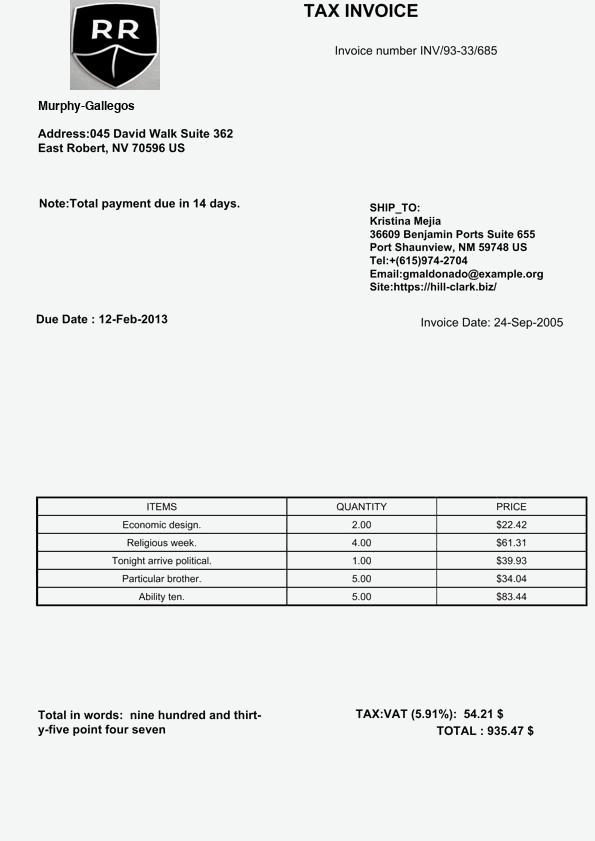 RR
TAX INVOICE
Invoice number INV/93-33/685
Murphy-Gallegos
Address:045 David Walk Suite 362
East Robert, NV 70596 US
Note:Total payment due in 14 days.
SHIP_TO:
Kristina Mejia
36609 Benjamin Ports Suite 655
Port Shaunview, NM 59748 US
Tel:+(615)974-2704
Email:gmaldonado@example.org
Site:https://hill-clark.biz/
Due Date : 12-Feb-2013
Invoice Date: 24-Sep-2005
ITEMS QUANTITY PRICE
Economic design. 2.00 $22.42
Religious week. 4.00 $61.31
Tonight arrive political. 1.00 $39.93
Particular brother. 5.00 $34.04
Ability ten. 5.00 $83.44
Total in words: nine hundred and thirt-
y-five point four seven
TAX:VAT (5.91%): 54.21 $
TOTAL : 935.47 $